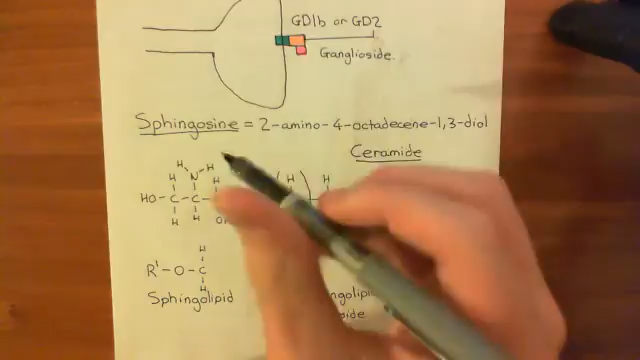 GD1b or GD2
Ganglioside.
Sphingosine = 2-amino-4-octadecene-1,3-diol
Ceramide
H N H
H H H H
HO-C-C-
H H
H
R'-O-C
H
Sphingolipid